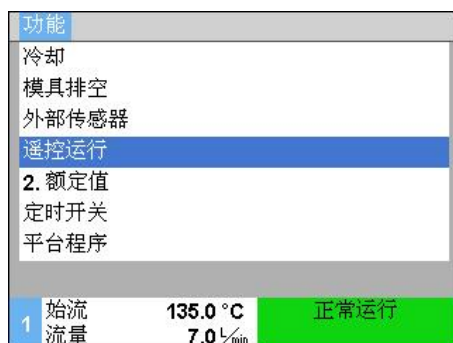 功能
冷却
模具排空
外部传感器
遥控运行
2. 额定值
定时开关
平台程序
1 始流 135.0 °C 正常运行
流量 7.0 L/min